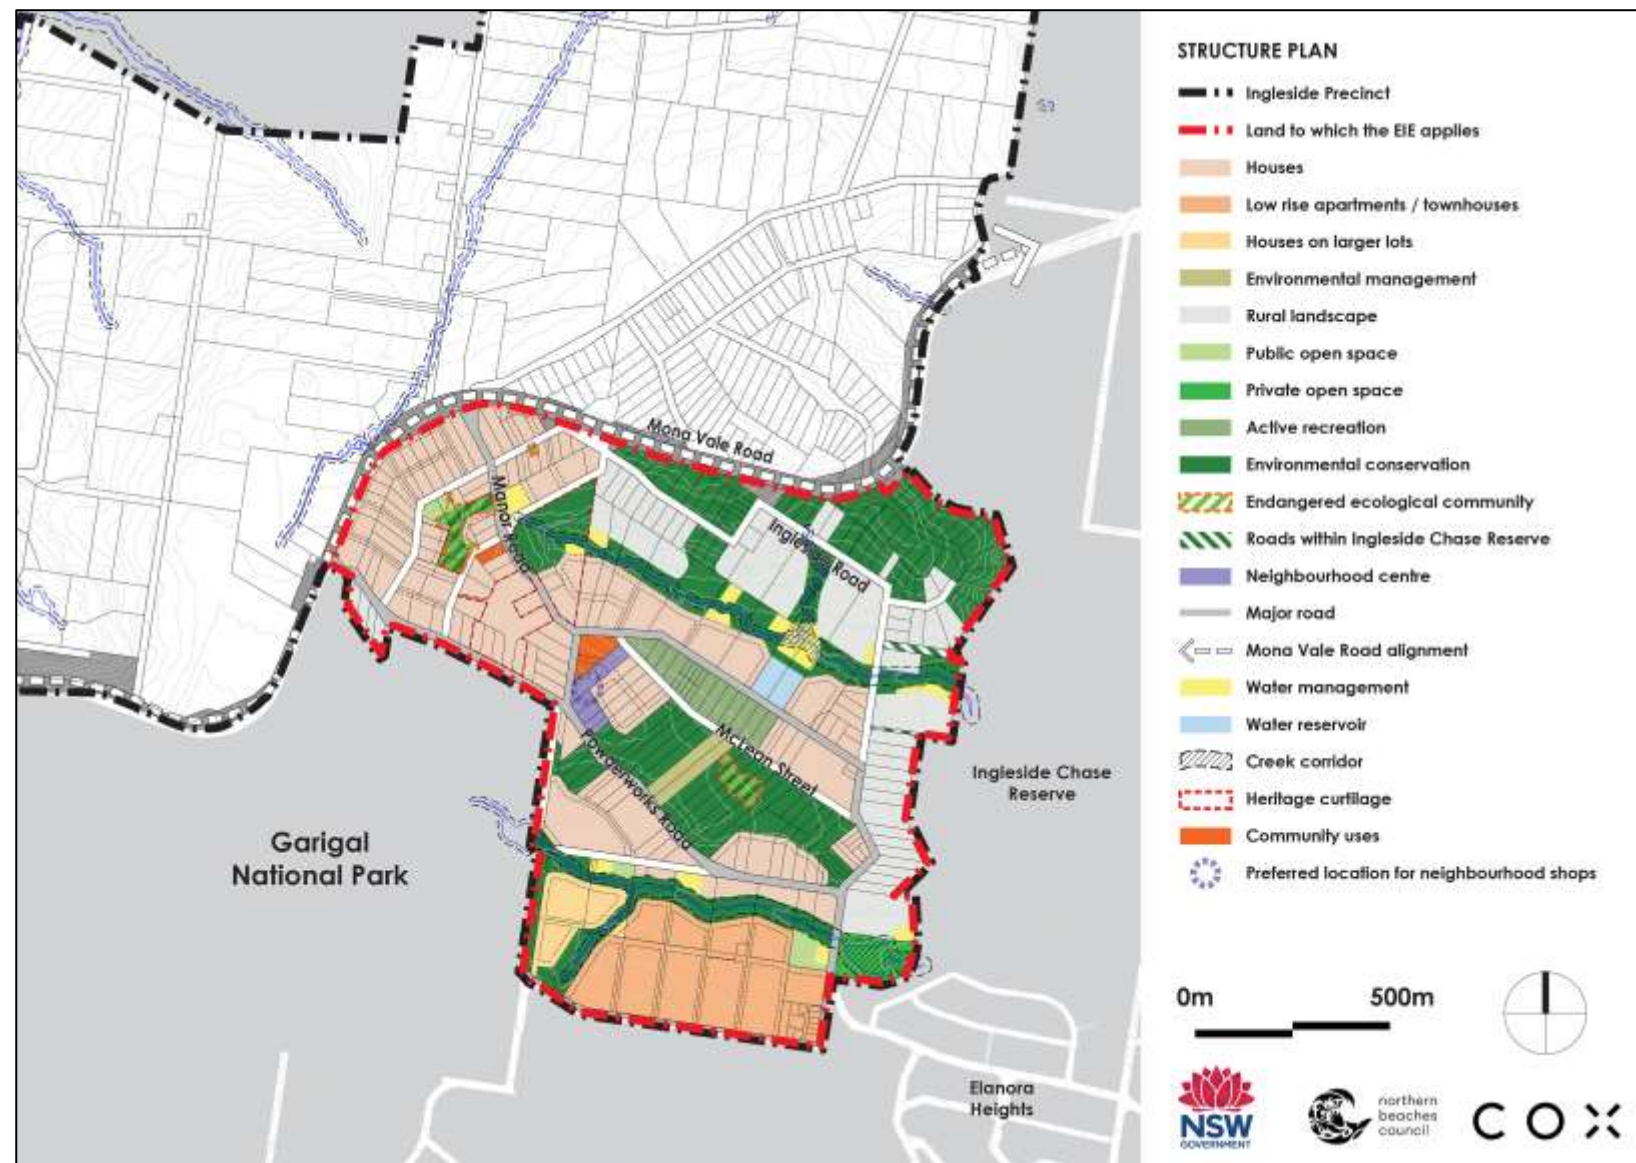 STRUCTURE PLAN
Ingleside Precinct
Land to which the EIE applies
Houses
Low rise apartments / townhouses
Houses on larger lots
Environmental management
Rural landscape
Public open space
Private open space
Active recreation
Environmental conservation
Endangered ecological community
Roads within Ingleside Chase Reserve
Neighbourhood centre
Major road
Mona Vale Road alignment
Water management
Water reservoir
Creek corridor
Heritage curtilage
Community uses
Preferred location for neighbourhood shops
0m 500m
NSW
GOVERNMENT
northern
beaches
council
COX
Mona Vale Road
Manor Road
Ingleside Road
McLean Street
Powderworks Road
Ingleside Chase
Reserve
Garigal
National Park
Elanora
Heights